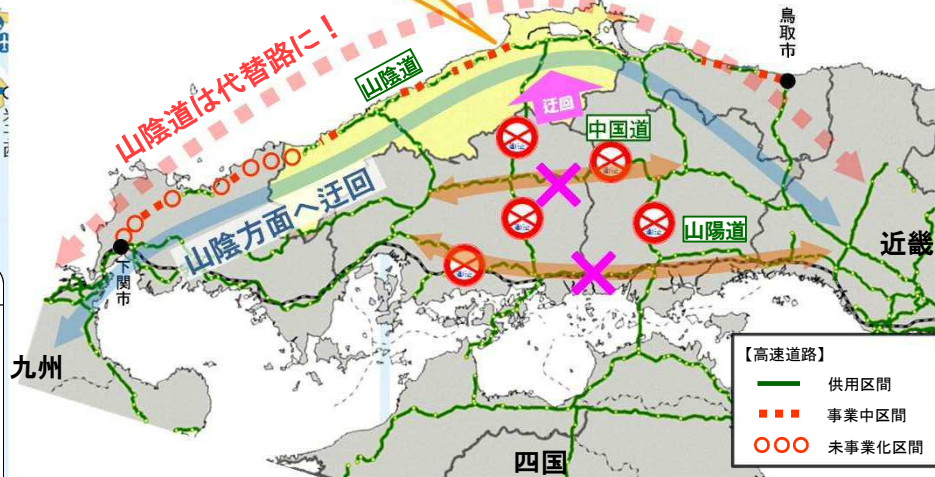 鳥取市
山陰道は代替路に！
山陰道
迂回
中国道
山陰方面へ迂回
山陽道
近畿
下関市
九州
四国
【高速道路】
供用区間
事業中区間
未事業化区間